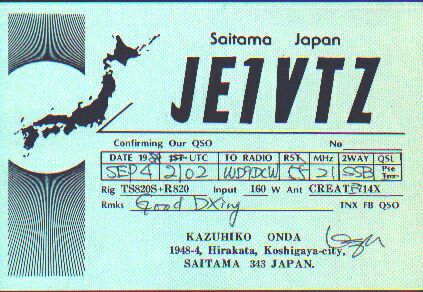 Saitama Japan
JE1VTZ
Confirming Our QSO No
DATE 19 JST·UTC TO RADIO RST MHz 2WAY QSL
SEP 4 2102 WD9DCW 55 21 SSB Pse Tnx
Rig TS820S+R820 Input 160 W Ant CREATE 714X
Rmks Good DXing TNX FB QSO
KAZUHIKO ONDA
1948-4, Hirakata, Koshigaya-city,
SAITAMA 343 JAPAN.